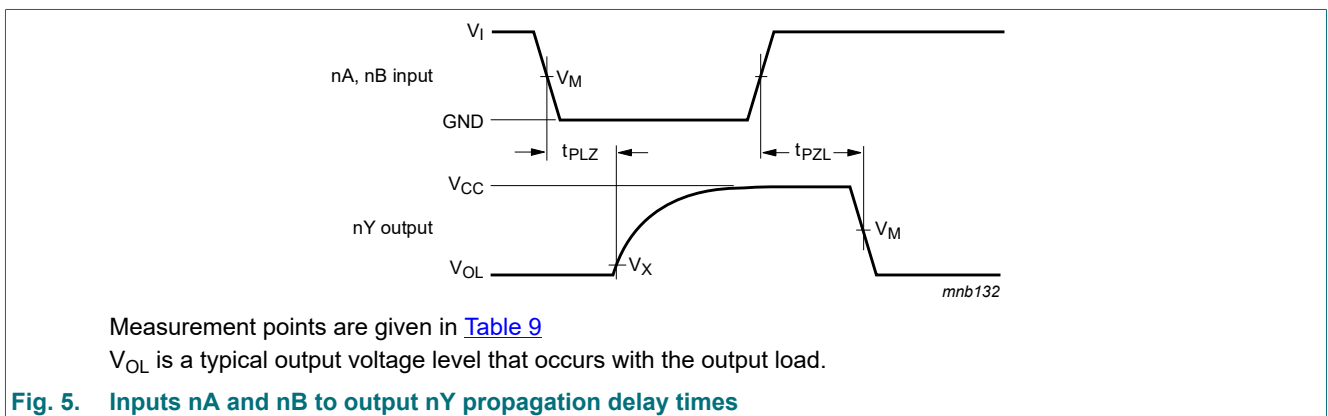 VI
nA, nB input
VM
GND
tPLZ
tPZL
VCC
nY output
VM
VOL
VX
mnb132
Measurement points are given in Table 9
VOL is a typical output voltage level that occurs with the output load.
Fig. 5. Inputs nA and nB to output nY propagation delay times